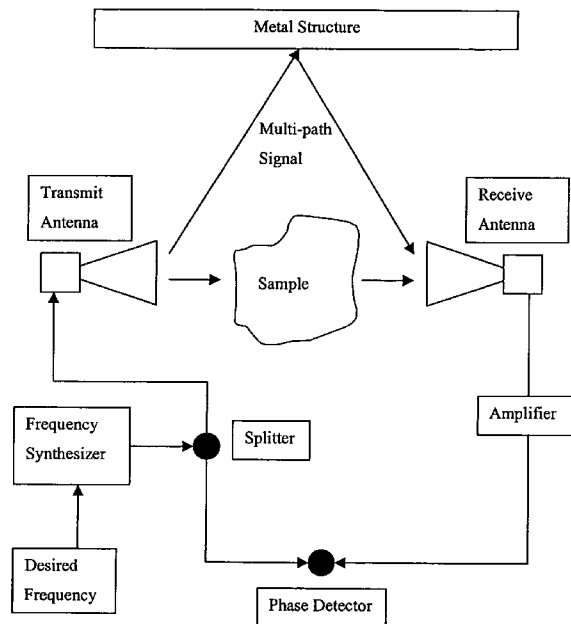 Metal Structure
Multi-path
Signal
Transmit
Antenna
Receive
Antenna
Sample
Amplifier
Frequency
Synthesizer
Splitter
Desired
Frequency
Phase Detector